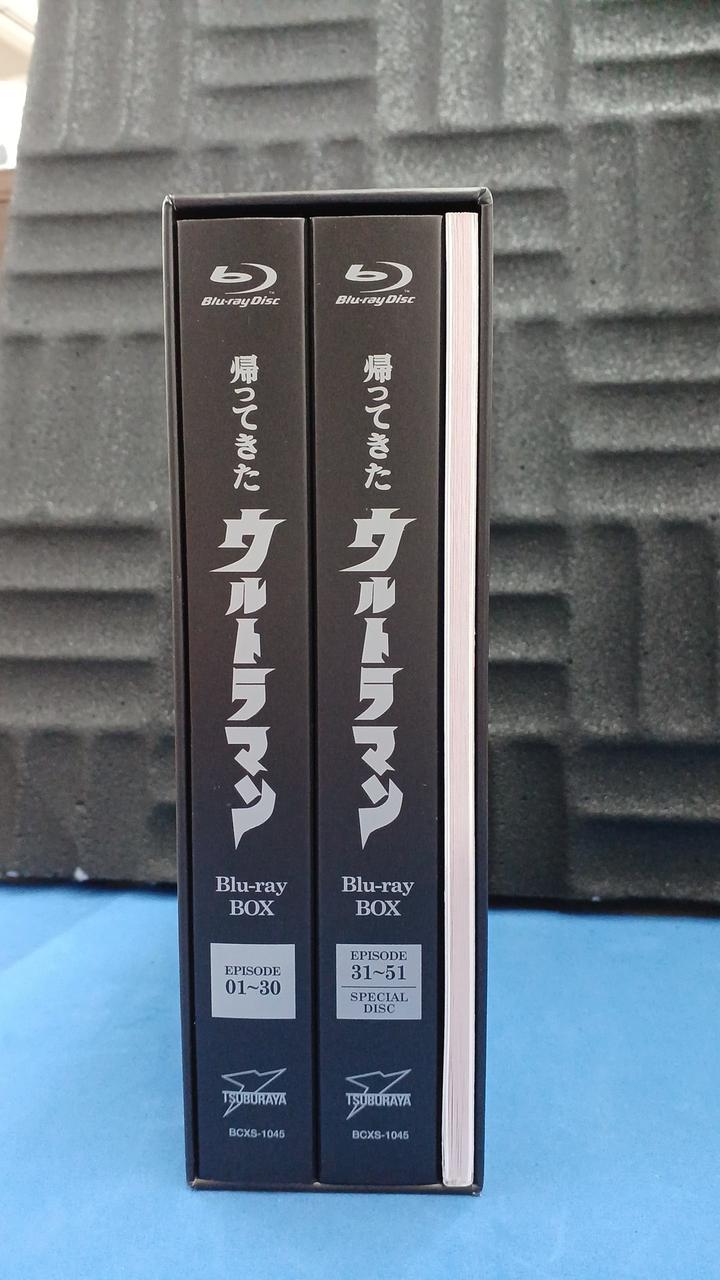 Blu-ray Disc™
帰ってきた
ウルトラマン
Blu-ray
BOX
EPISODE
01~30
TSUBURAYA
BCXS-1045
Blu-ray Disc™
帰ってきた
ウルトラマン
Blu-ray
BOX
EPISODE
31~51
SPECIAL
DISC
TSUBURAYA
BCXS-1045